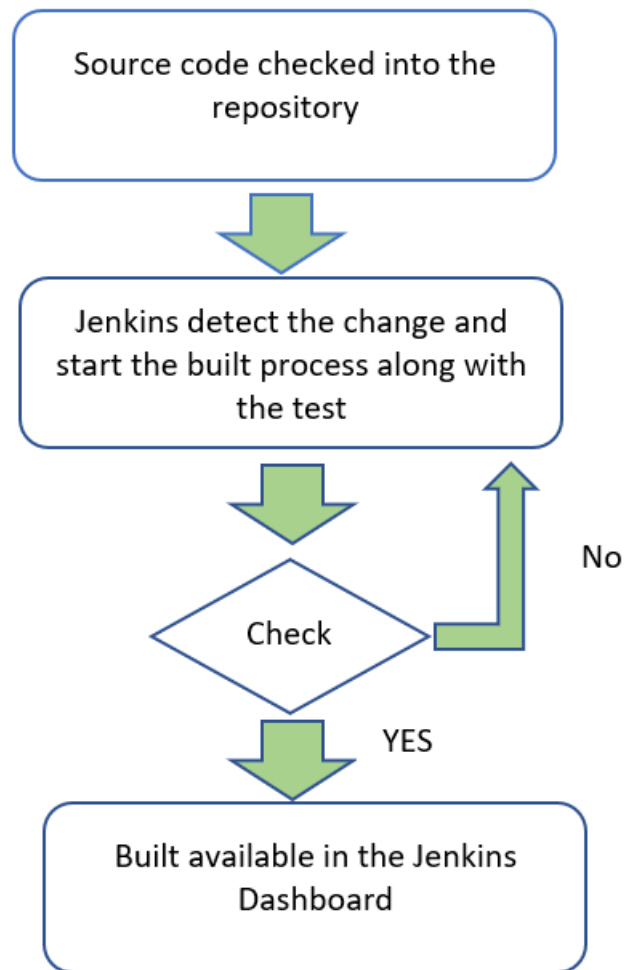 Source code checked into the
repository
Jenkins detect the change and
start the built process along with
the test
No
Check
YES
Built available in the Jenkins
Dashboard